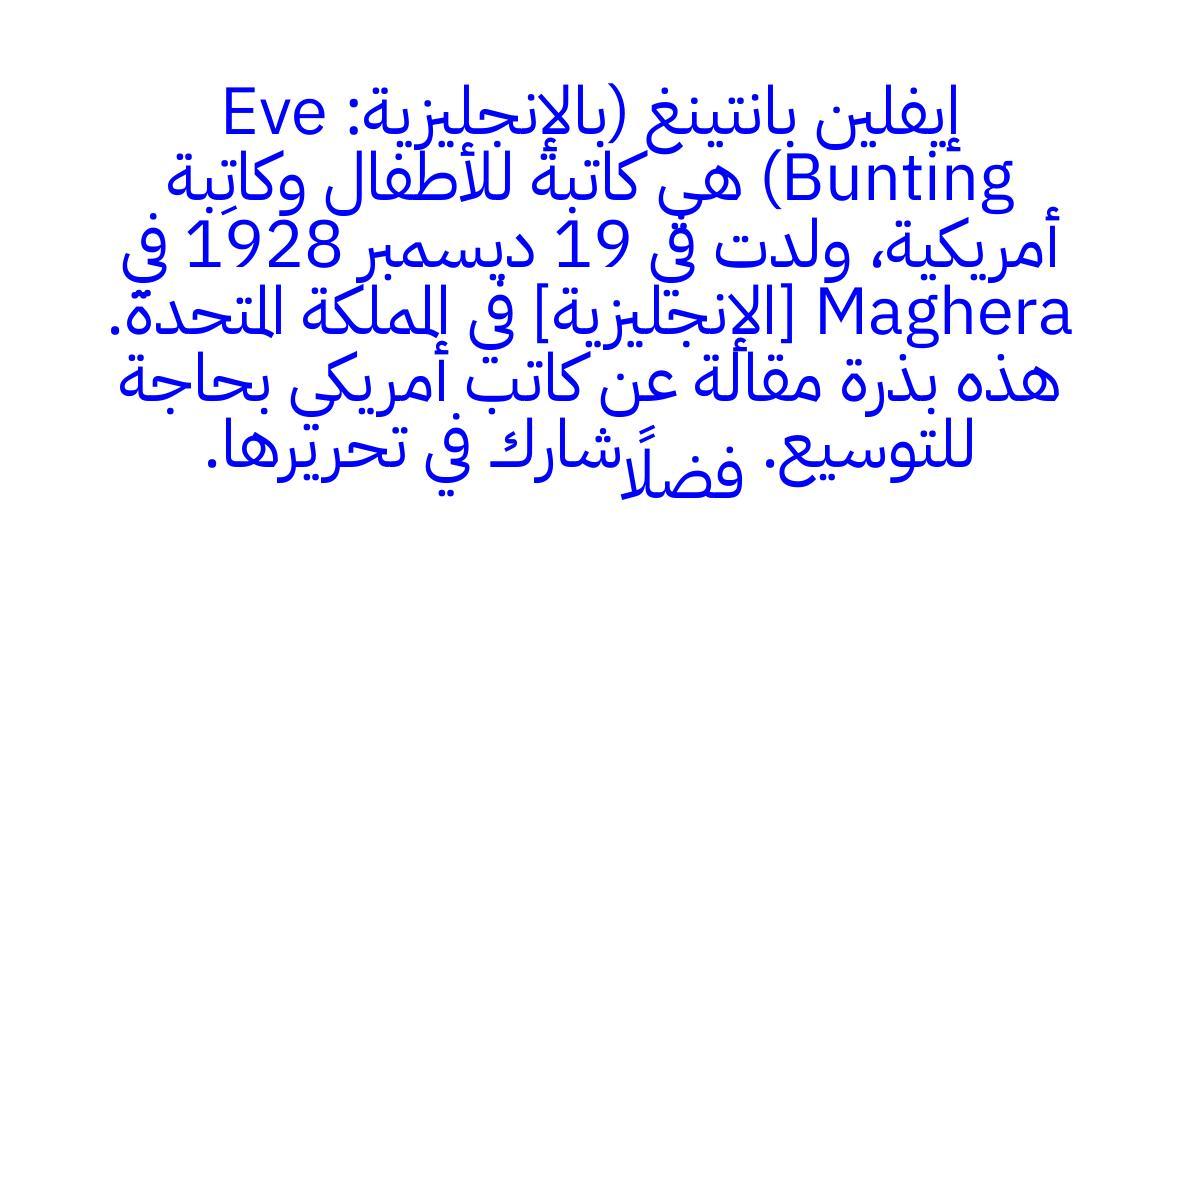 إيفلين بانتينغ (بالإنجليزية: Eve
Bunting) هي كاتبة للأطفال وكاتِبة
أمريكية، ولدت في 19 ديسمبر 1928 في
Maghera [الإنجليزية] في المملكة المتحدة.
هذه بذرة مقالة عن كاتب أمريكي بحاجة
للتوسيع. فضلًا شارك في تحريرها.